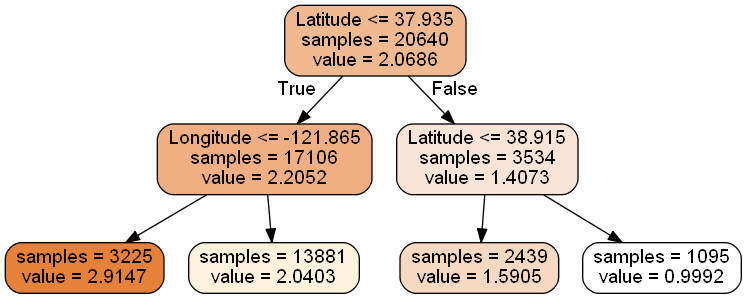 Latitude <= 37.935
samples = 20640
value = 2.0686
True
False
Longitude <= -121.865
samples = 17106
value = 2.2052
Latitude <= 38.915
samples = 3534
value = 1.4073
samples = 3225
value = 2.9147
samples = 13881
value = 2.0403
samples = 2439
value = 1.5905
samples = 1095
value = 0.9992